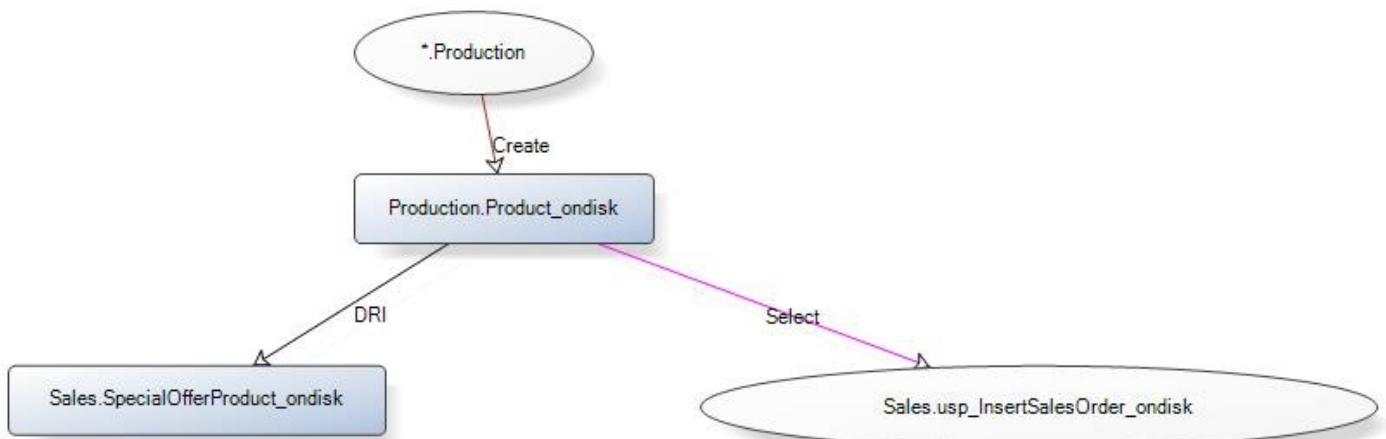 *.Production
Create
Production.Product_ondisk
DRI
Select
Sales.SpecialOfferProduct_ondisk
Sales.usp_InsertSalesOrder_ondisk